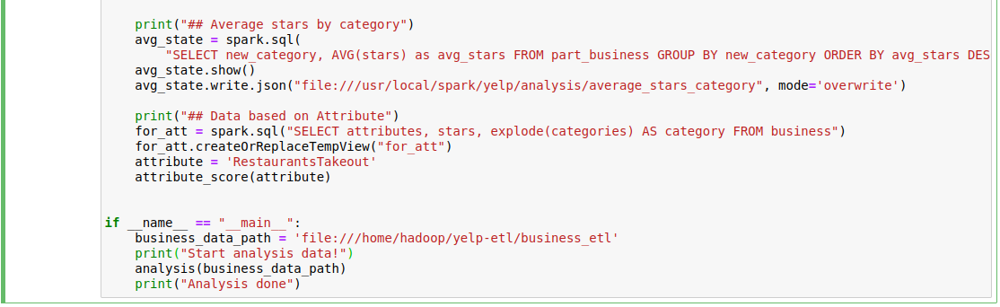 print("## Average stars by category")
avg_state = spark.sql(
"SELECT new_category, AVG(stars) as avg_stars FROM part_business GROUP BY new_category ORDER BY avg_stars DES
avg_state.show()
avg_state.write.json("file:///usr/local/spark/yelp/analysis/average_stars_category", mode='overwrite')
print("## Data based on Attribute")
for_att = spark.sql("SELECT attributes, stars, explode(categories) AS category FROM business")
for_att.createOrReplaceTempView("for_att")
attribute = 'RestaurantsTakeout'
attribute_score(attribute)
if __name__ == "__main__":
business_data_path = 'file:///home/hadoop/yelp-etl/business_etl'
print("Start analysis data!")
analysis(business_data_path)
print("Analysis done")